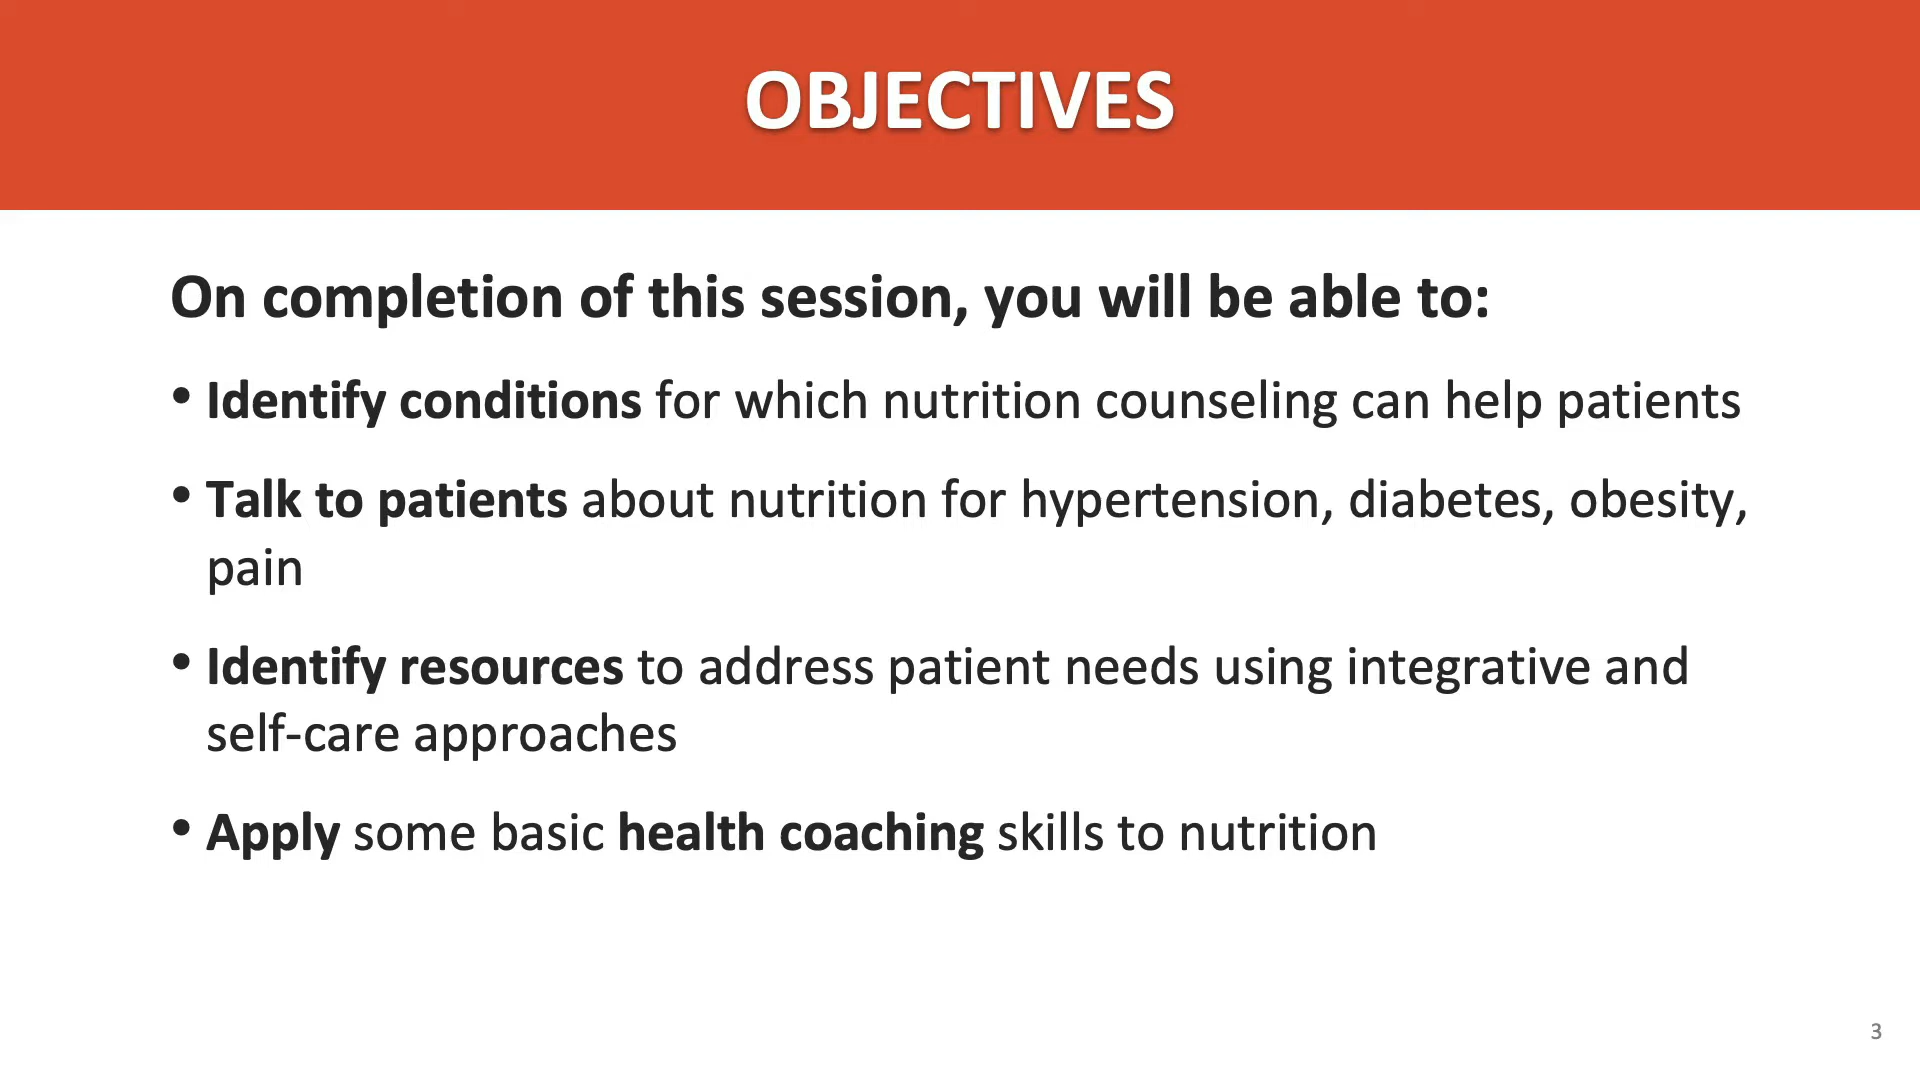 OBJECTIVES
On completion of this session, you will be able to:
• Identify conditions for which nutrition counseling can help patients
• Talk to patients about nutrition for hypertension, diabetes, obesity,
pain
• Identify resources to address patient needs using integrative and
self-care approaches
• Apply some basic health coaching skills to nutrition
3